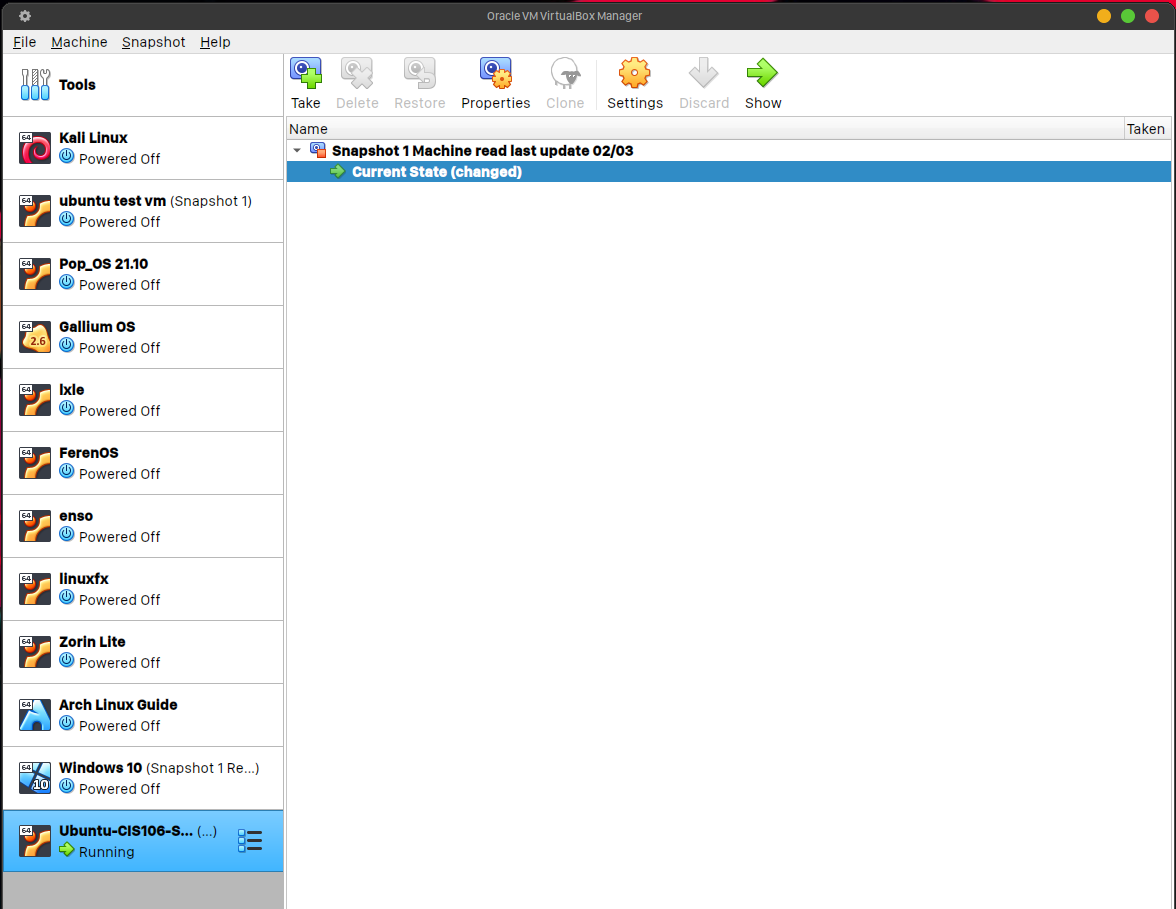 Oracle VM VirtualBox Manager
File Machine Snapshot Help
Tools
Take Delete Restore Properties Clone Settings Discard Show
Name Taken
Snapshot 1 Machine read last update 02/03
Current State (changed)
64
Kali Linux
Powered Off
64
ubuntu test vm (Snapshot 1)
Powered Off
64
Pop_OS 21.10
Powered Off
64
2.6
Gallium OS
Powered Off
64
lxle
Powered Off
64
FerenOS
Powered Off
64
enso
Powered Off
64
linuxfx
Powered Off
64
Zorin Lite
Powered Off
64
Arch Linux Guide
Powered Off
64
10
Windows 10 (Snapshot 1 Re...)
Powered Off
64
Ubuntu-CIS106-S... (...)
Running